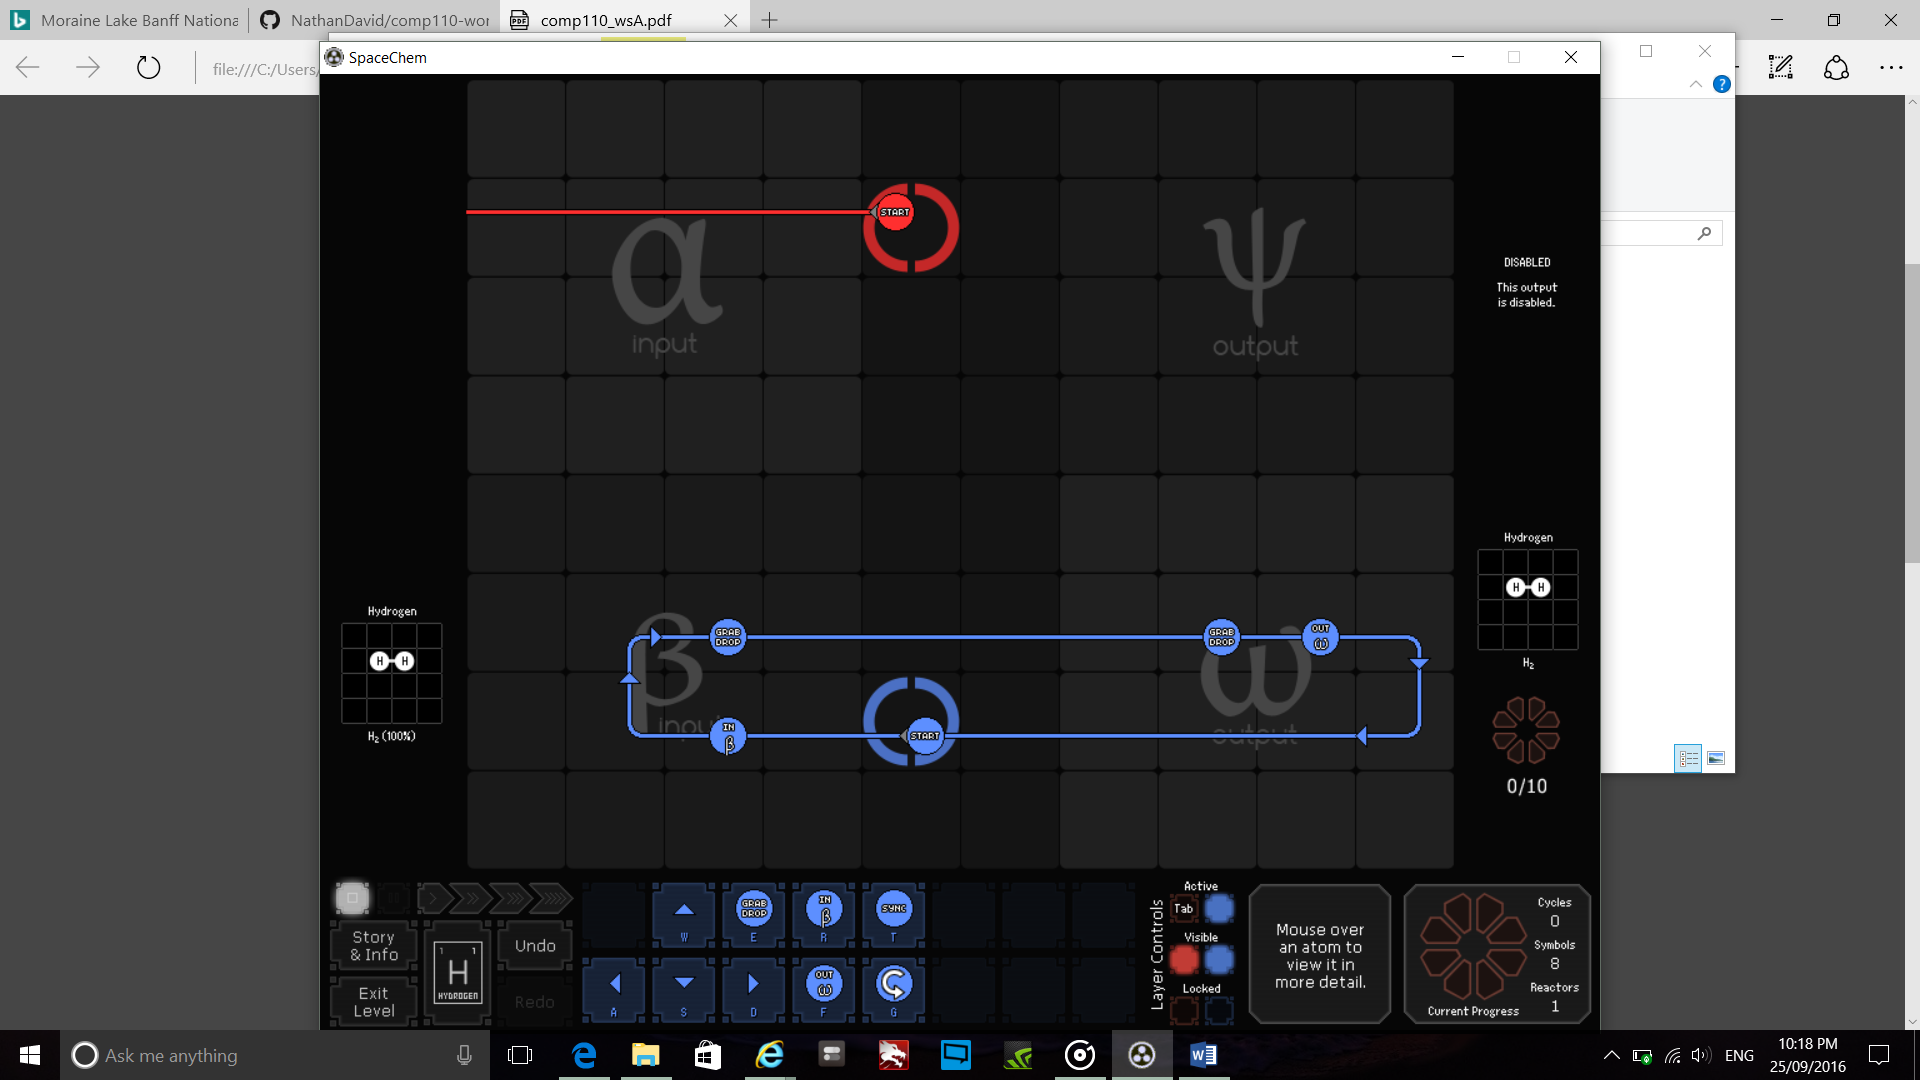 Moraine Lake Banff Nationa
NathanDavid/comp110-wor
comp110_wsA.pdf
file:///C:/Users/
SpaceChem
START
α
input
ψ
output
DISABLED
This output
is disabled.
Hydrogen
H H
H₂ (100%)
GRAB
DROP
GRAB
DROP
OUT
ω
β
input
IN
β
START
ω
output
Hydrogen
H H
H₂
0/10
Story
& Info
Exit
Level
1 1
H
HYDROGEN
Undo
Redo
W
GRAB
DROP
E
IN
β
R
SYNC
T
A
S
D
OUT
ω
F
G
Layer Controls
Active
Tab
Visible
Locked
Mouse over
an atom to
view it in
more detail.
Cycles
0
Symbols
8
Reactors
1
Current Progress
Ask me anything
ENG
10:18 PM
25/09/2016